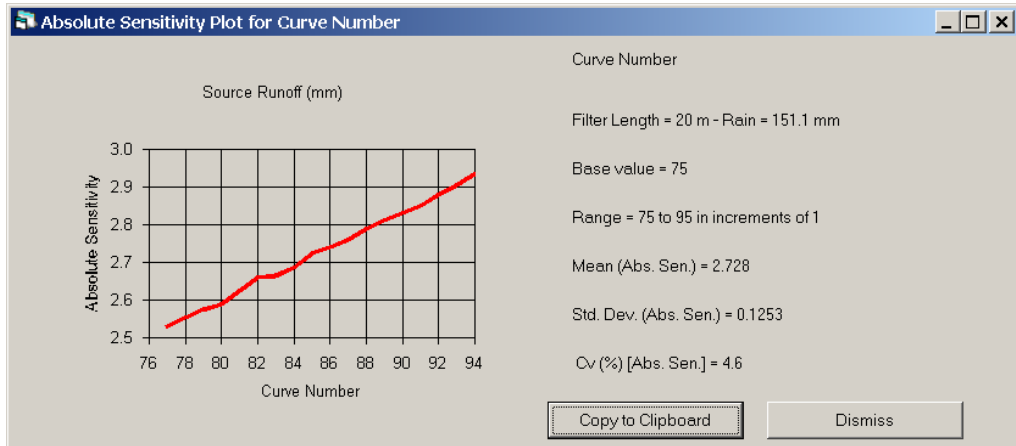 Absolute Sensitivity Plot for Curve Number
Source Runoff (mm)
Absolute Sensitivity
3.0
2.9
2.8
2.7
2.6
2.5
76 78 80 82 84 86 88 90 92 94
Curve Number
Curve Number
Filter Length = 20 m - Rain = 151.1 mm
Base value = 75
Range = 75 to 95 in increments of 1
Mean (Abs. Sen.) = 2.728
Std. Dev. (Abs. Sen.) = 0.1253
Cv (%) [Abs. Sen.] = 4.6
Copy to Clipboard
Dismiss